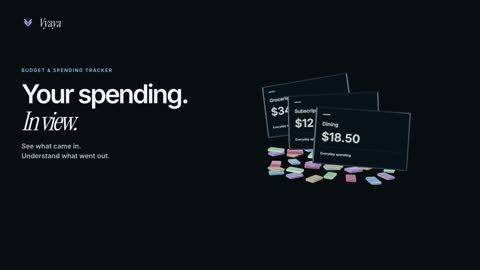 Vyaya
BUDGET & SPENDING TRACKER
Your spending.
In view.
See what came in.
Understand what went out.
$34
$12
Dining
$18.50
Everyday spending